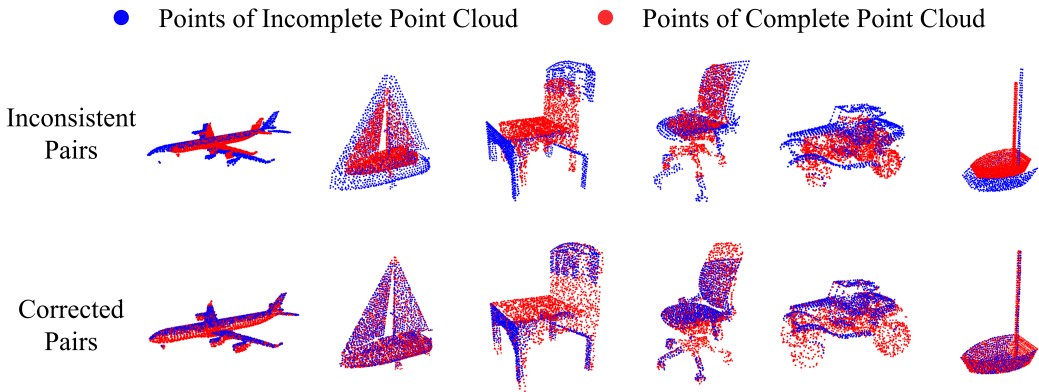 Points of Incomplete Point Cloud
Points of Complete Point Cloud
Inconsistent
Pairs
Corrected
Pairs